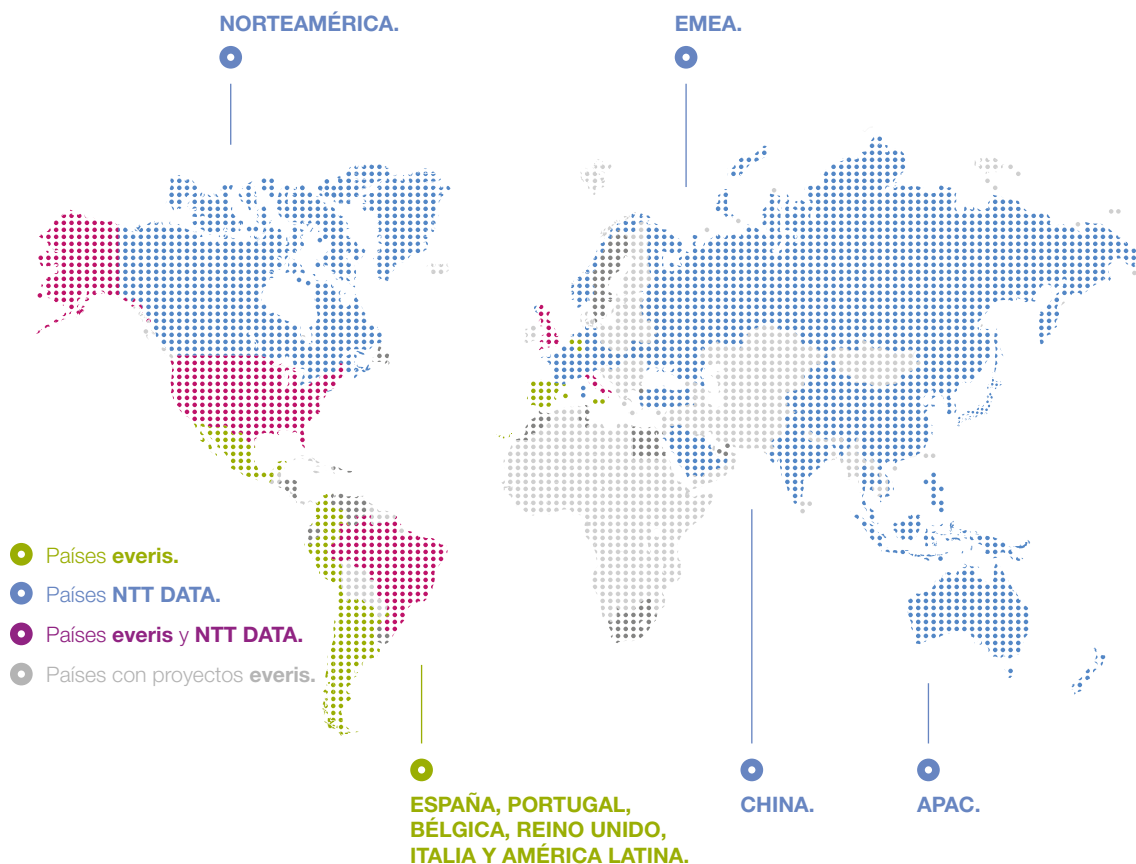 NORTEAMÉRICA.
EMEA.
Países everis.
Países NTT DATA.
Países everis y NTT DATA.
Países con proyectos everis.
ESPAÑA, PORTUGAL,
BÉLGICA, REINO UNIDO,
ITALIA Y AMÉRICA LATINA.
CHINA.
APAC.